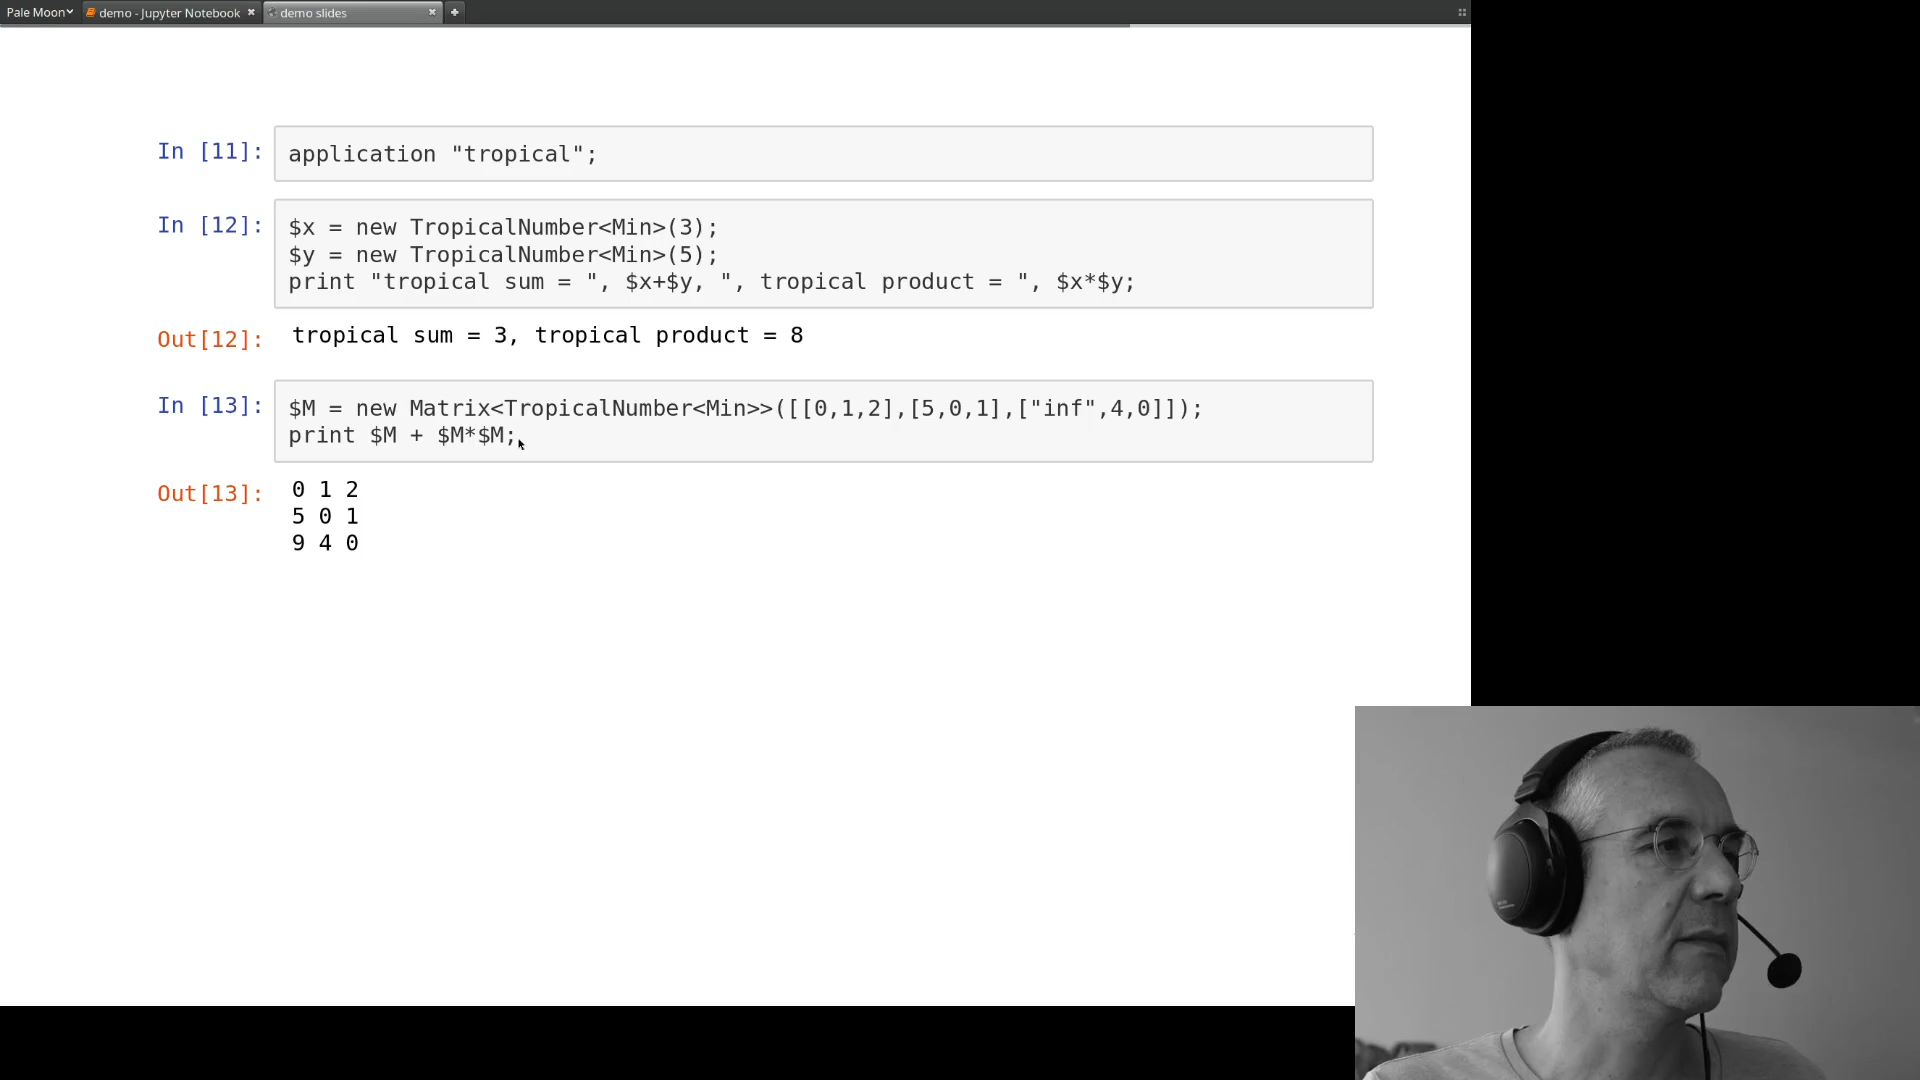 Pale Moon
demo - Jupyter Notebook
demo slides
In [11]:
application "tropical";
In [12]:
$x = new TropicalNumber<Min>(3);
$y = new TropicalNumber<Min>(5);
print "tropical sum = ", $x+$y, ", tropical product = ", $x*$y;
Out[12]:
tropical sum = 3, tropical product = 8
In [13]:
$M = new Matrix<TropicalNumber<Min>>([[0,1,2],[5,0,1],["inf",4,0]]);
print $M + $M*$M;
Out[13]:
0 1 2
5 0 1
9 4 0